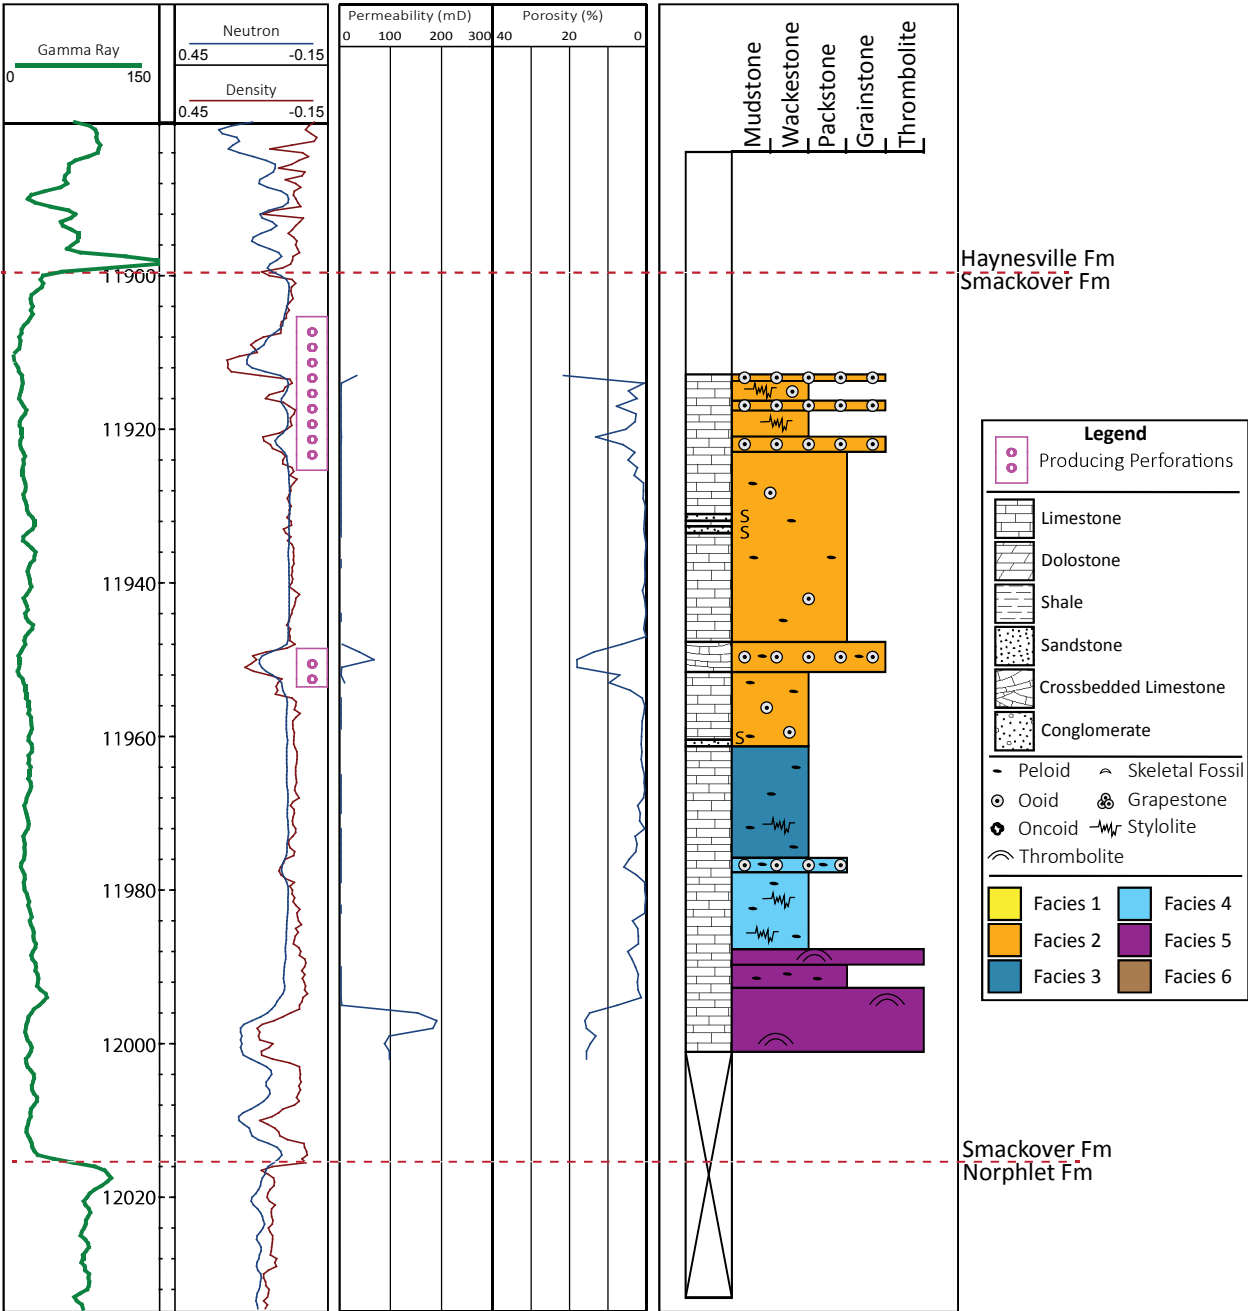 Gamma Ray
0 150
Neutron
0.45 -0.15
Density
0.45 -0.15
Permeability (mD)
0 100 200 300
Porosity (%)
40 20 0
Mudstone
Wackestone
Packstone
Grainstone
Thrombolite
Haynesville Fm
11900
Smackover Fm
11920
S
S
11940
11960
S
11980
12000
Smackover Fm
Norphlet Fm
12020
Legend
Producing Perforations
Limestone
Dolostone
Shale
Sandstone
Crossbedded Limestone
Conglomerate
Peloid Skeletal Fossil
Ooid Grapestone
Oncoid Stylolite
Thrombolite
Facies 1 Facies 4
Facies 2 Facies 5
Facies 3 Facies 6